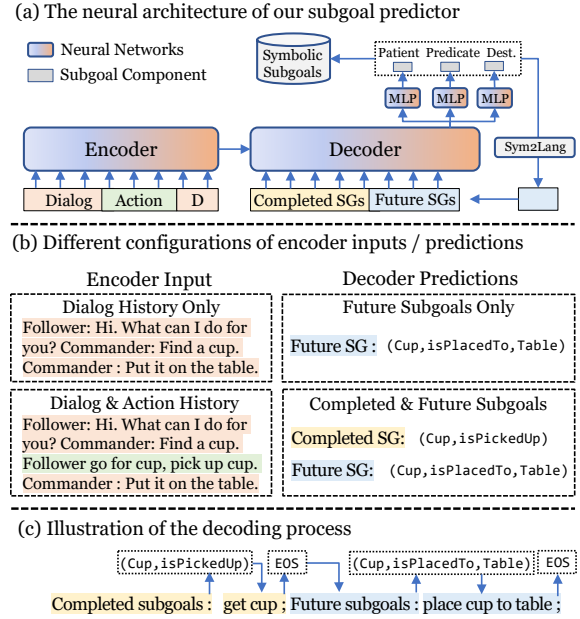 (a) The neural architecture of our subgoal predictor
Neural Networks
Subgoal Component
Symbolic
Subgoals
Patient Predicate Dest.
MLP MLP MLP
Encoder
Decoder
Sym2Lang
Dialog Action D
Completed SGs Future SGs
(b) Different configurations of encoder inputs / predictions
Encoder Input
Dialog History Only
Follower: Hi. What can I do for
you? Commander: Find a cup.
Commander : Put it on the table.
Dialog & Action History
Follower: Hi. What can I do for
you? Commander: Find a cup.
Follower go for cup, pick up cup.
Commander : Put it on the table.
Decoder Predictions
Future Subgoals Only
Future SG : (Cup,isPlacedTo,Table)
Completed & Future Subgoals
Completed SG: (Cup,isPickedUp)
Future SG: (Cup,isPlacedTo,Table)
(c) Illustration of the decoding process
(Cup,isPickedUp) EOS (Cup,isPlacedTo,Table) EOS
Completed subgoals : get cup ; Future subgoals : place cup to table ;